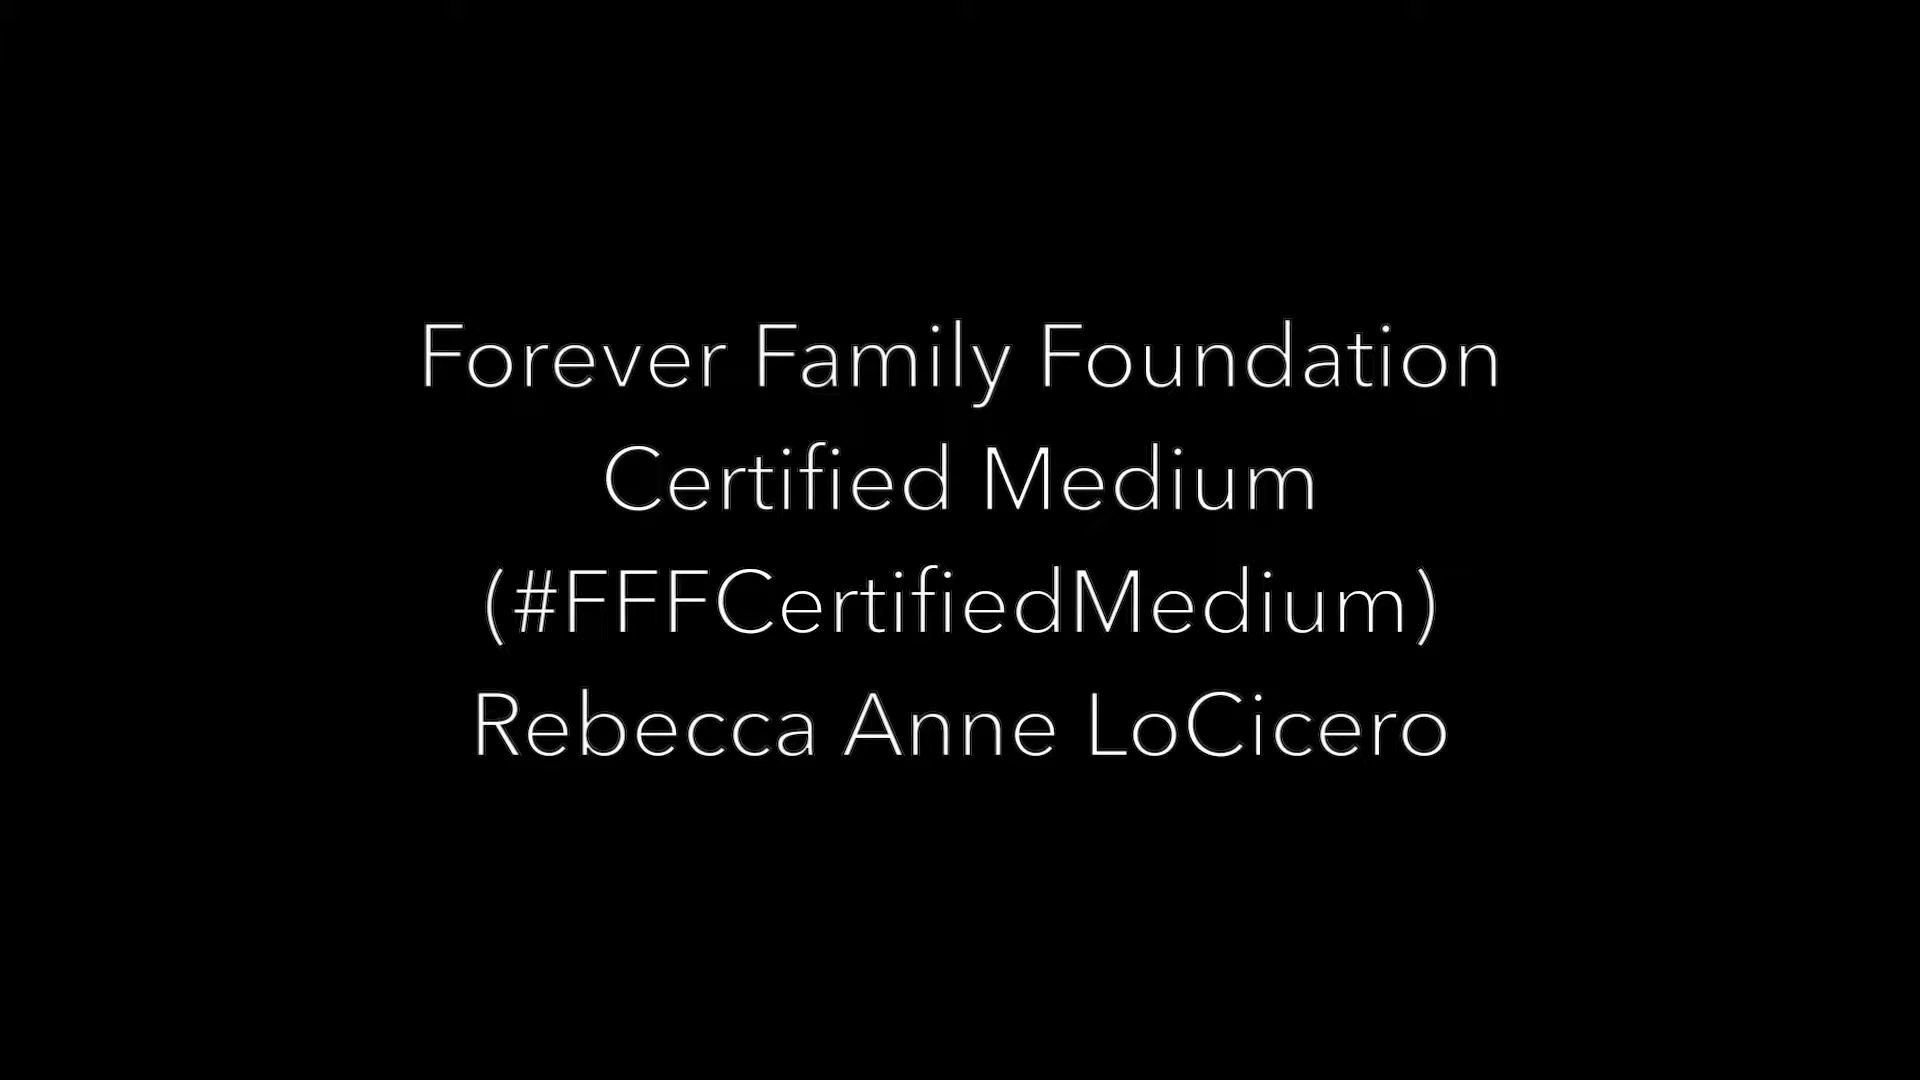 Forever Family Foundation
Certified Medium
(#FFFCertifiedMedium)
Rebecca Anne LoCicero